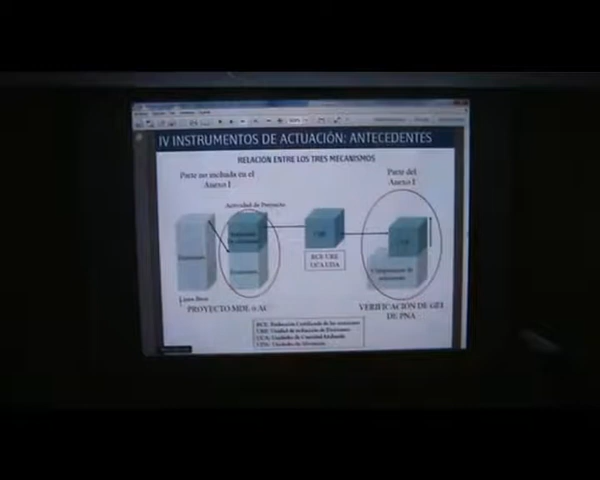 IV INSTRUMENTOS DE ACTUACIÓN: ANTECEDENTES
RELACIÓN ENTRE LOS TRES MECANISMOS
Parte no incluida en el
Anexo I
Parte del
Anexo I
Actividad de Proyecto
RCE URE
UCA UDA
Línea Base
PROYECTO MDL o AC
VERIFICACIÓN DE GEI
DE PNA
RCE: Reducción Certificada de las emisiones
URE: Unidad de reducción de Emisiones
UCA: Unidades de Cantidad Atribuida
UDA: Unidades de Absorción